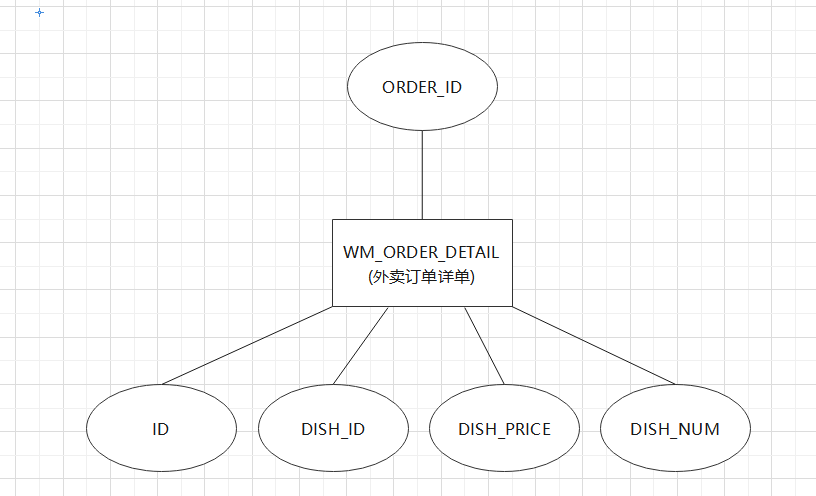 ORDER_ID
WM_ORDER_DETAIL
(外卖订单详单)
ID
DISH_ID
DISH_PRICE
DISH_NUM